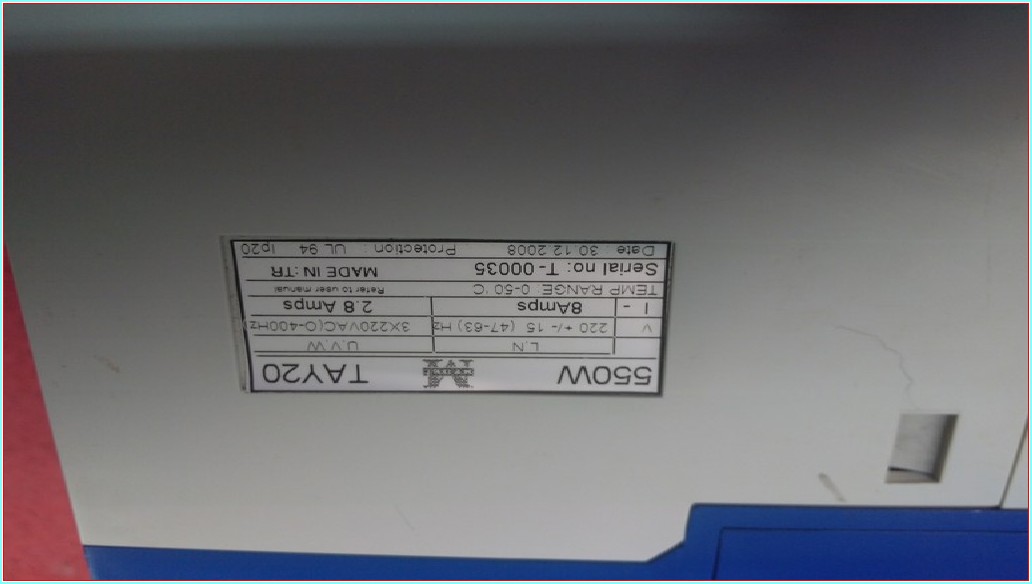 550W TAY20
L.N U.V.W
V 220 +/- 15 (47-63) Hz 3X220VAC(0-400Hz)
I - 8Amps 2.8 Amps
TEMP RANGE: 0-50 °C Refer to user manual
Serial no: T- 00035 MADE IN:TR
Date 30.12.2008 Protection : UL 94 Ip20